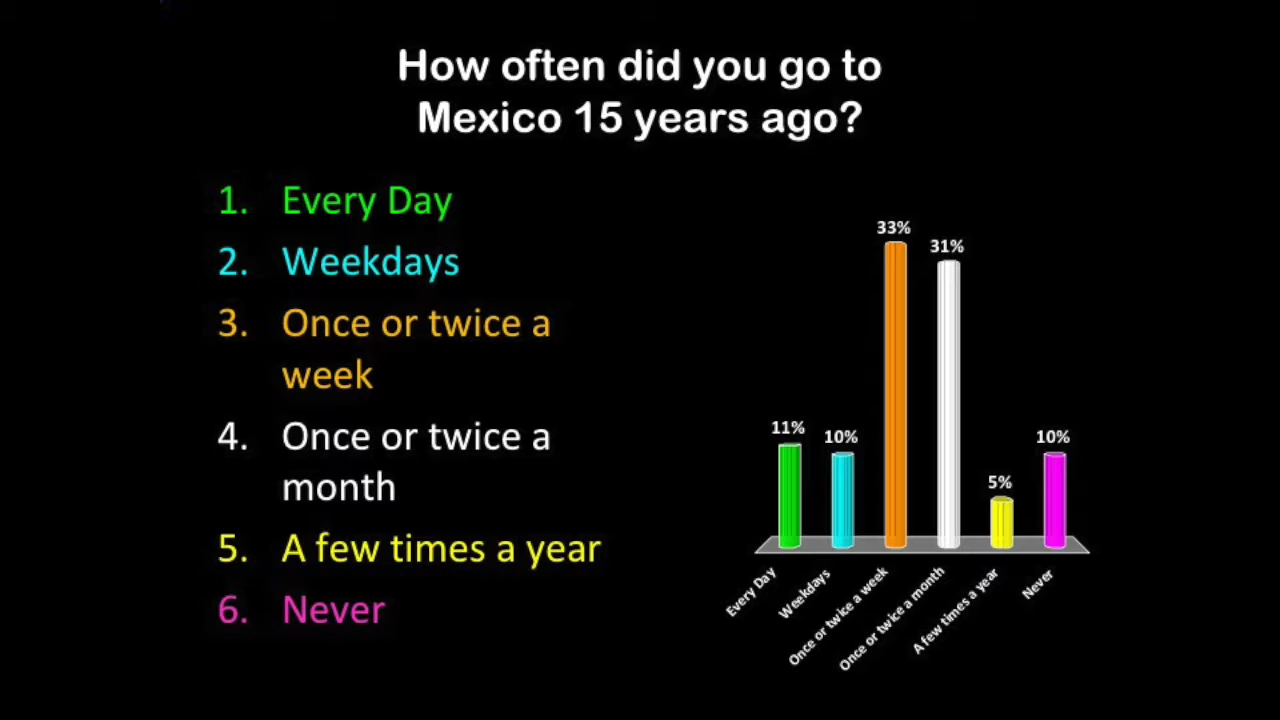 How often did you go to
Mexico 15 years ago?
1. Every Day
2. Weekdays
3. Once or twice a
week
4. Once or twice a
month
5. A few times a year
6. Never
11%
10%
33%
31%
5%
10%
Every Day
Weekdays
Once or twice a week
Once or twice a month
A few times a year
Never